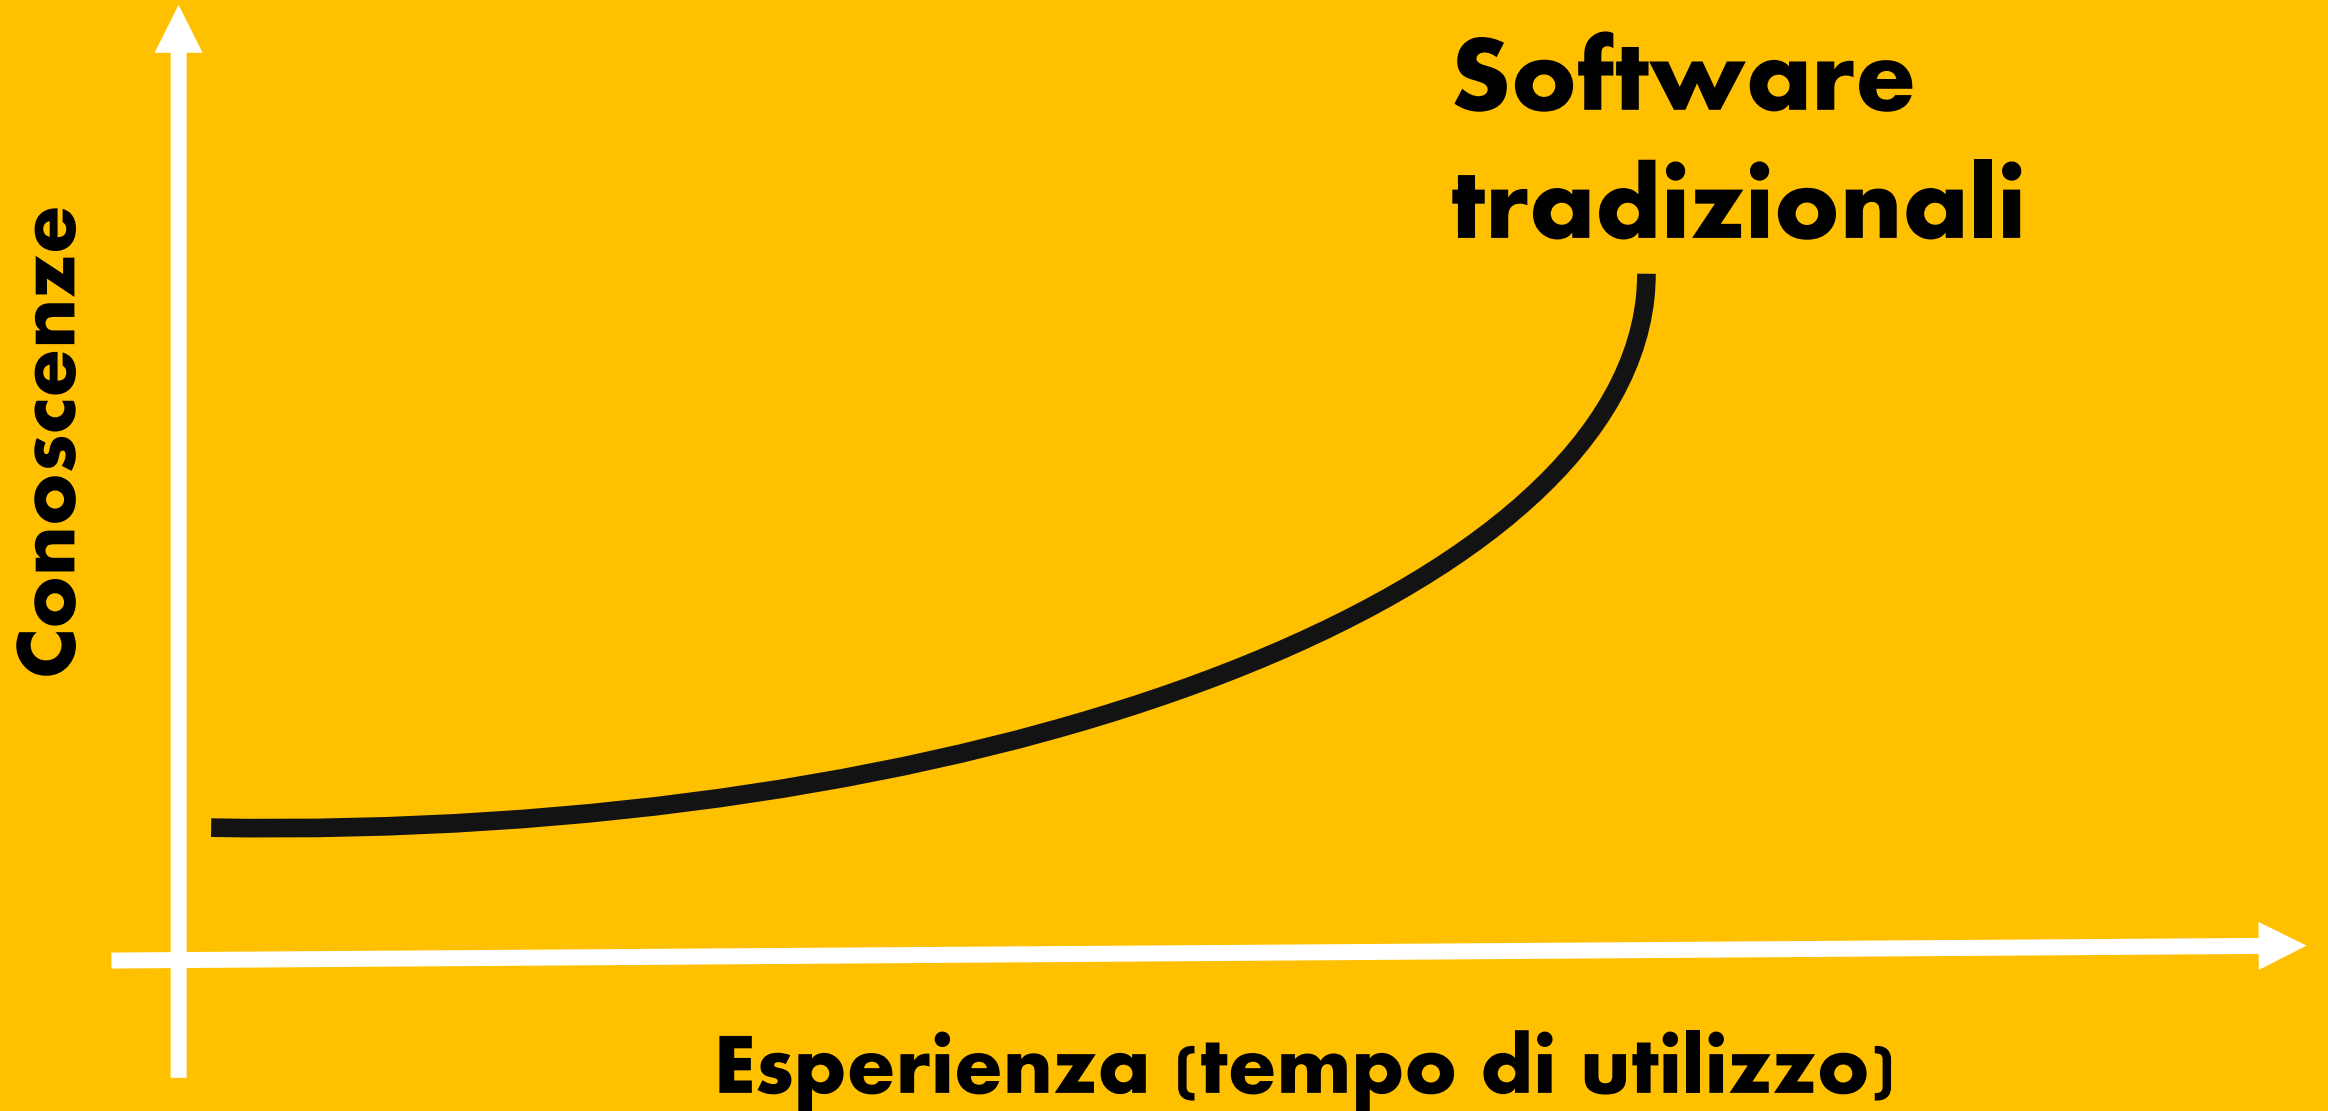 Software
tradizionali
Conoscenze
Esperienza (tempo di utilizzo)